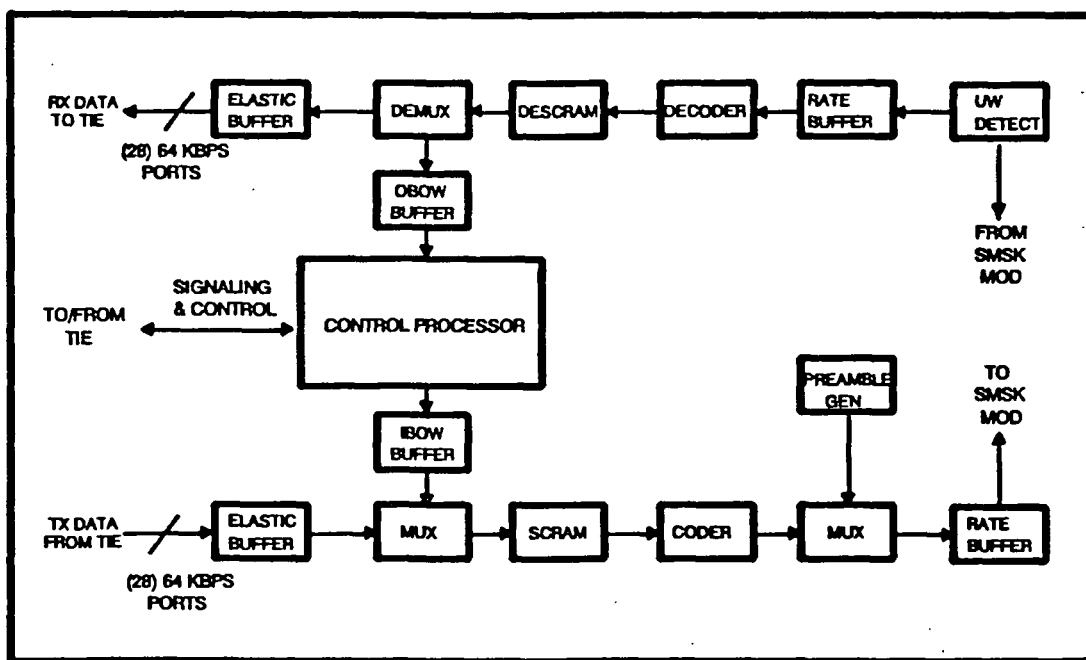 RX DATA
TO TIE
(28) 64 KBPS
PORTS
ELASTIC
BUFFER
DEMUX
DESCRAM
DECODER
RATE
BUFFER
UW
DETECT
OBOW
BUFFER
FROM
SMSK
MOD
SIGNALING
& CONTROL
TO/FROM
TIE
CONTROL PROCESSOR
PREAMBLE
GEN
TO
SMSK
MOD
IBOW
BUFFER
TX DATA
FROM TIE
(28) 64 KBPS
PORTS
ELASTIC
BUFFER
MUX
SCRAM
CODER
MUX
RATE
BUFFER